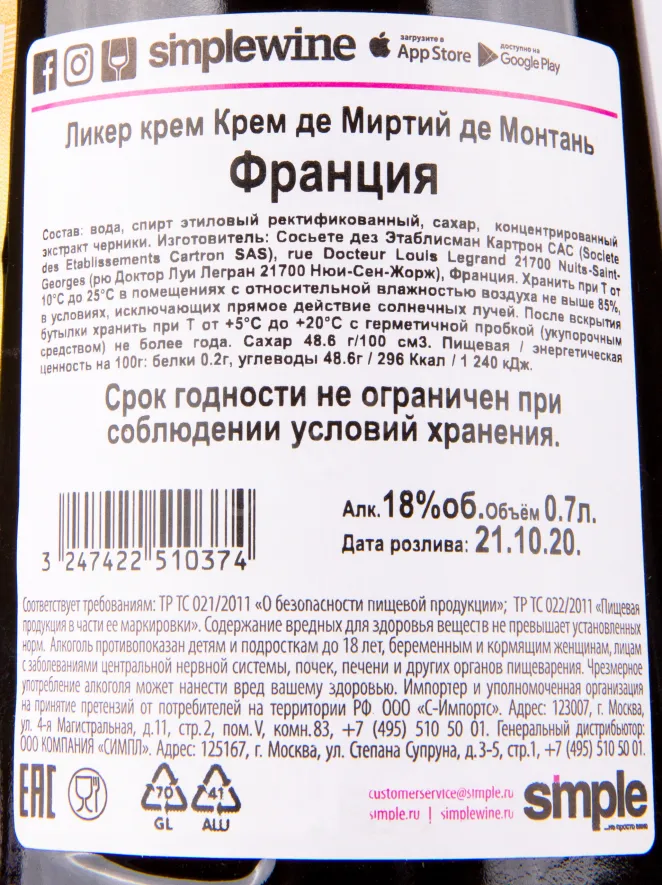 simplewine загрузите в App Store доступно на Google Play
Ликер крем Крем де Миртий де Монтань
Франция
Состав: вода, спирт этиловый ректификованный, сахар, концентрированный
экстракт черники. Изготовитель: Сосьете дез Этаблисман Картрон САС (Societe
des Etablissements Cartron SAS), rue Docteur Louis Legrand 21700 Nuits-Saint-
Georges (рю Доктор Луи Легран 21700 Нюи-Сен-Жорж), Франция. Хранить при Т от
10°С до 25°С в помещениях с относительной влажностью воздуха не выше 85%,
в условиях, исключающих прямое действие солнечных лучей. После вскрытия
бутылки хранить при Т от +5°С до +20°С с герметичной пробкой (укупорочным
средством) не более года. Сахар 48.6 г/100 см3. Пищевая / энергетическая
ценность на 100г: белки 0.2г, углеводы 48.6г / 296 Ккал / 1 240 кДж.
Срок годности не ограничен при
соблюдении условий хранения.
Алк.18%об.Объём 0.7л.
Дата розлива: 21.10.20.
3 247422 510374
Соответствует требованиям: ТР ТС 021/2011 «О безопасности пищевой продукции»; ТР ТС 022/2011 «Пищевая
продукция в части ее маркировки». Содержание вредных для здоровья веществ не превышает установленных
норм. Алкоголь противопоказан детям и подросткам до 18 лет, беременным и кормящим женщинам, лицам
с заболеваниями центральной нервной системы, почек, печени и других органов пищеварения. Чрезмерное
употребление алкоголя может нанести вред вашему здоровью. Импортер и уполномоченная организация
на принятие претензий от потребителей на территории РФ ООО «С-Импортс». Адрес: 123007, г. Москва,
ул. 4-я Магистральная, д.11, стр.2, пом.V, комн.83, +7 (495) 510 50 01. Генеральный дистрибьютор:
ООО КОМПАНИЯ «СИМПЛ». Адрес: 125167, г. Москва, ул. Степана Супруна, д.3-5, стр.1, +7 (495) 510 50 01.
EAC
70
GL
41
ALU
customerservice@simple.ru
simple.ru | simplewine.ru
simple
...не просто вино